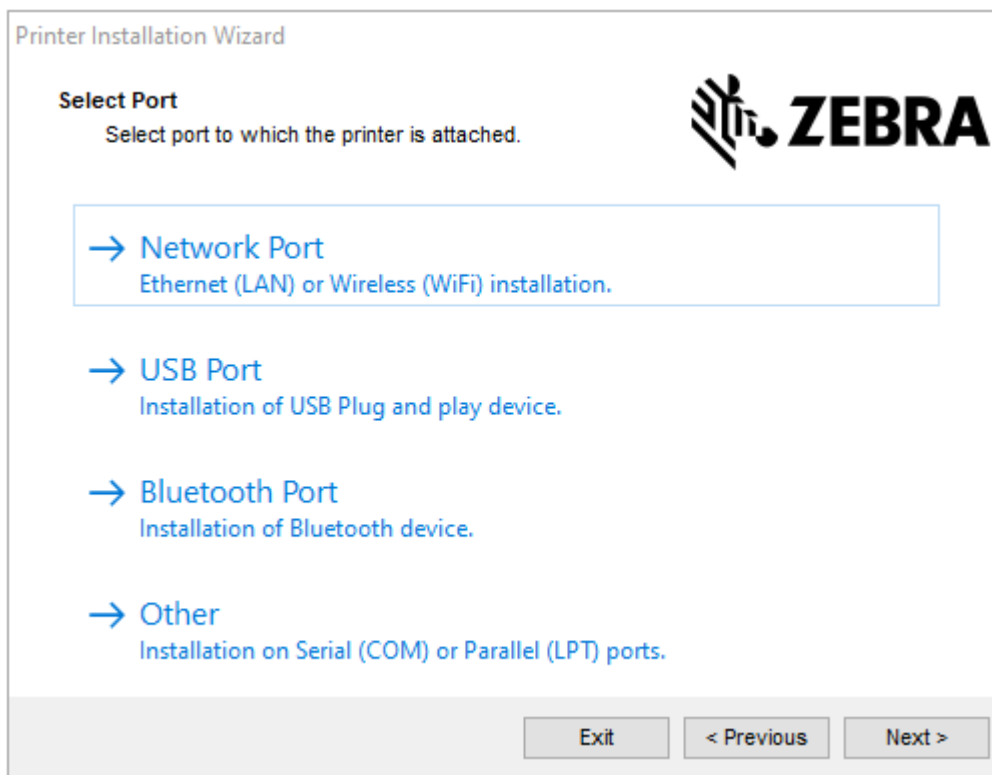 Printer Installation Wizard
Select Port
Select port to which the printer is attached.
ZEBRA
Network Port
Ethernet (LAN) or Wireless (WiFi) installation.
USB Port
Installation of USB Plug and play device.
Bluetooth Port
Installation of Bluetooth device.
Other
Installation on Serial (COM) or Parallel (LPT) ports.
Exit
< Previous
Next >